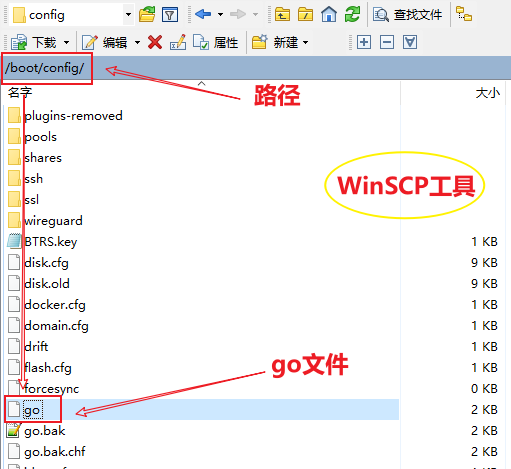 config
查找文件
下载 编辑 属性 新建
/boot/config/
路径
名字 大小
plugins-removed
pools
shares
WinSCP工具
ssh
ssl
wireguard
BTRS.key 1 KB
disk.cfg 9 KB
disk.old 9 KB
docker.cfg 1 KB
domain.cfg 1 KB
drift 1 KB
go文件
flash.cfg 1 KB
forcesync 0 KB
go 2 KB
go.bak 2 KB
go.bak.chf 2 KB